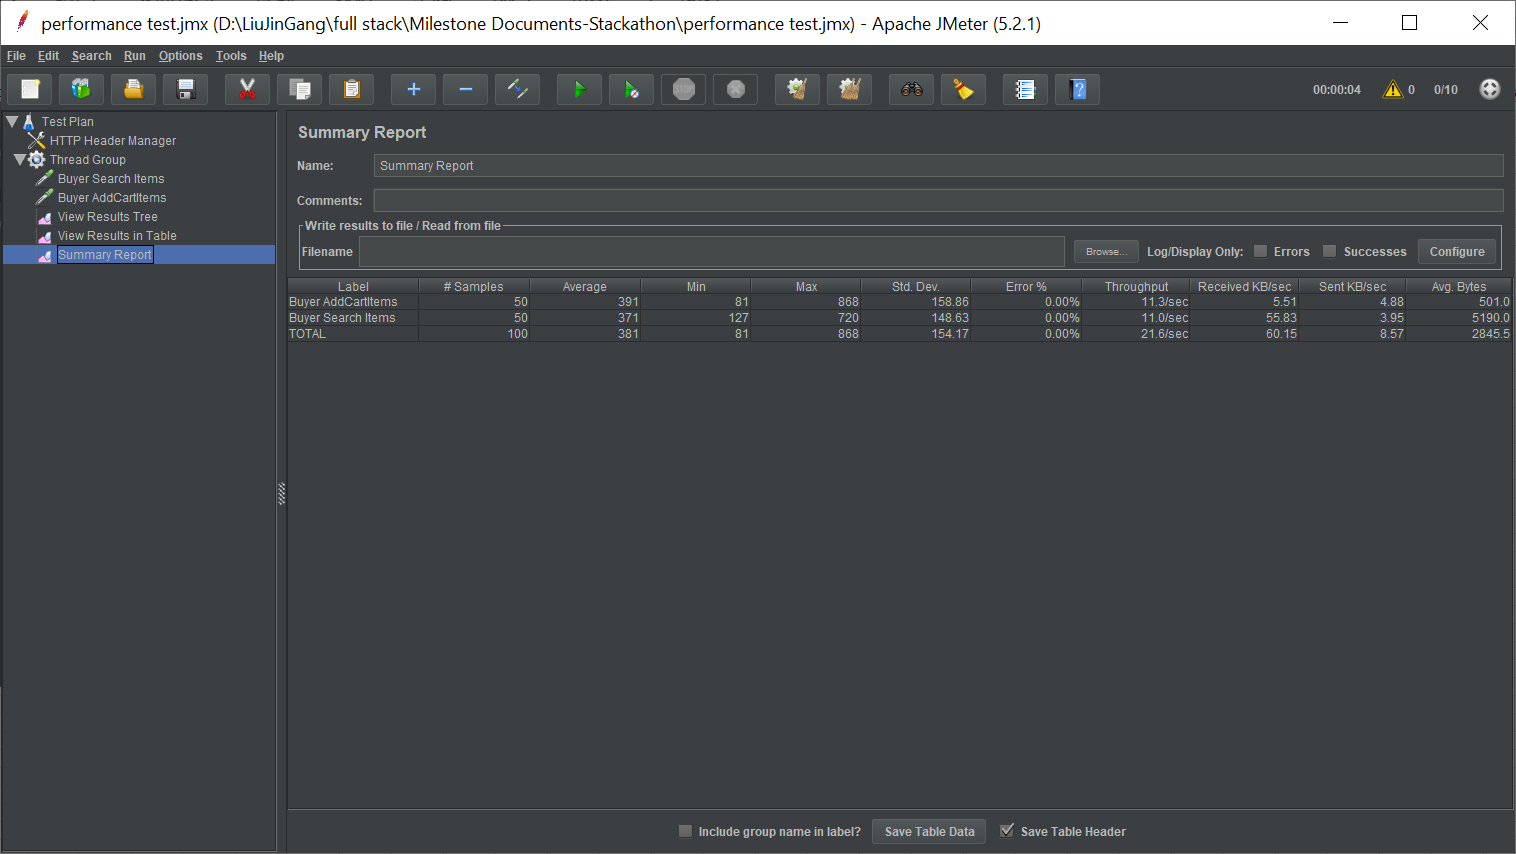 performance test.jmx (D:\LiuJinGang\full stack\Milestone Documents-Stackathon\performance test.jmx) - Apache JMeter (5.2.1)
File Edit Search Run Options Tools Help
STOP 00:00:04 0 0/10
Test Plan
HTTP Header Manager
Thread Group
Buyer Search Items
Buyer AddCartItems
View Results Tree
View Results in Table
Summary Report
Summary Report
Name: Summary Report
Comments:
Write results to file / Read from file
Filename Browse... Log/Display Only: Errors Successes Configure
Label # Samples Average Min Max Std. Dev. Error % Throughput Received KB/sec Sent KB/sec Avg. Bytes
Buyer AddCartItems 50 391 81 868 158.86 0.00% 11.3/sec 5.51 4.88 501.0
Buyer Search Items 50 371 127 720 148.63 0.00% 11.0/sec 55.83 3.95 5190.0
TOTAL 100 381 81 868 154.17 0.00% 21.6/sec 60.15 8.57 2845.5
Include group name in label? Save Table Data Save Table Header